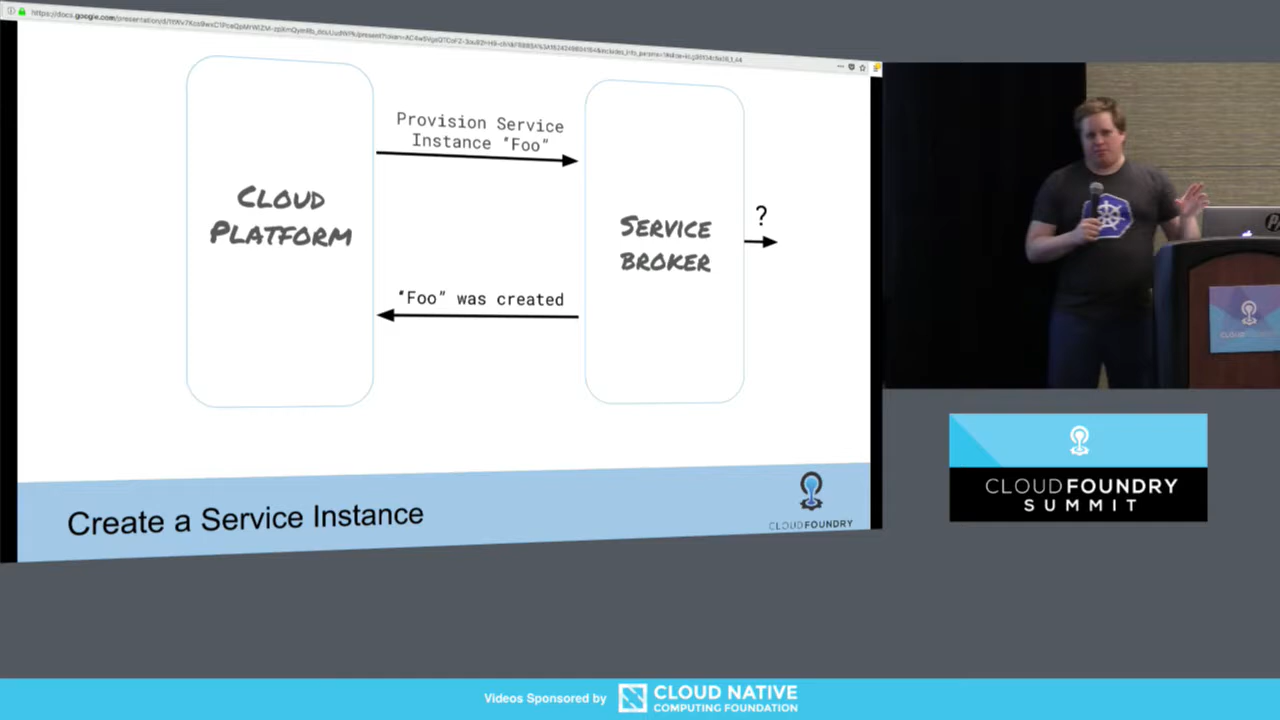 Provision Service
Instance "Foo"
CLOUD
PLATFORM
SERVICE
BROKER
?
"Foo" was created
Create a Service Instance
CLOUDFOUNDRY
CLOUDFOUNDRY
SUMMIT
Videos Sponsored by
CLOUD NATIVE
COMPUTING FOUNDATION